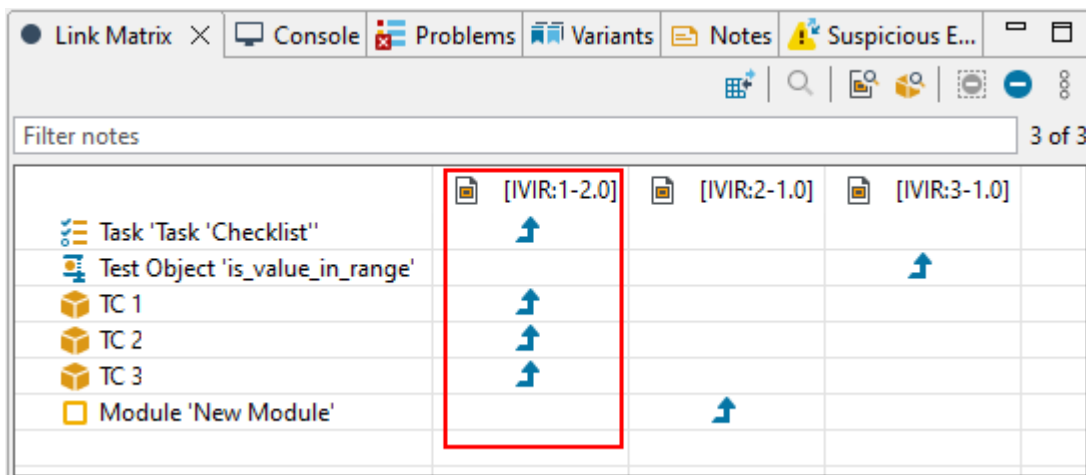 Link Matrix Console Problems Variants Notes Suspicious E...
Filter notes 3 of 3
[IVIR:1-2.0] [IVIR:2-1.0] [IVIR:3-1.0]
Task 'Task 'Checklist''
Test Object 'is_value_in_range'
TC 1
TC 2
TC 3
Module 'New Module'